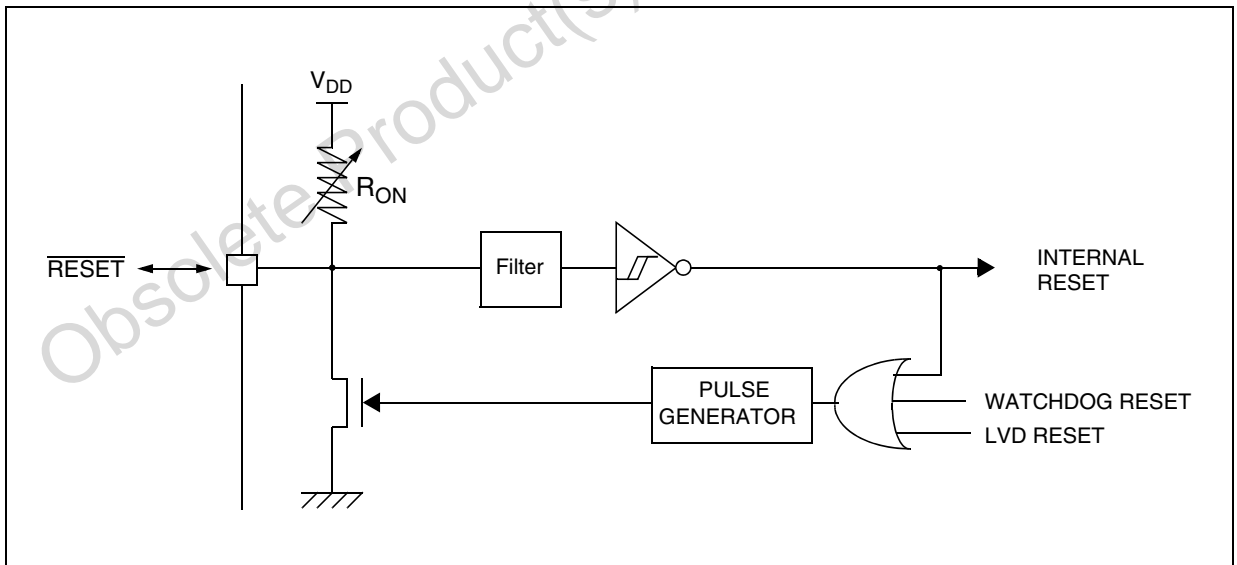 Obsolete Product(s)
VDD
RON
RESET
Filter
INTERNAL
RESET
PULSE
GENERATOR
WATCHDOG RESET
LVD RESET